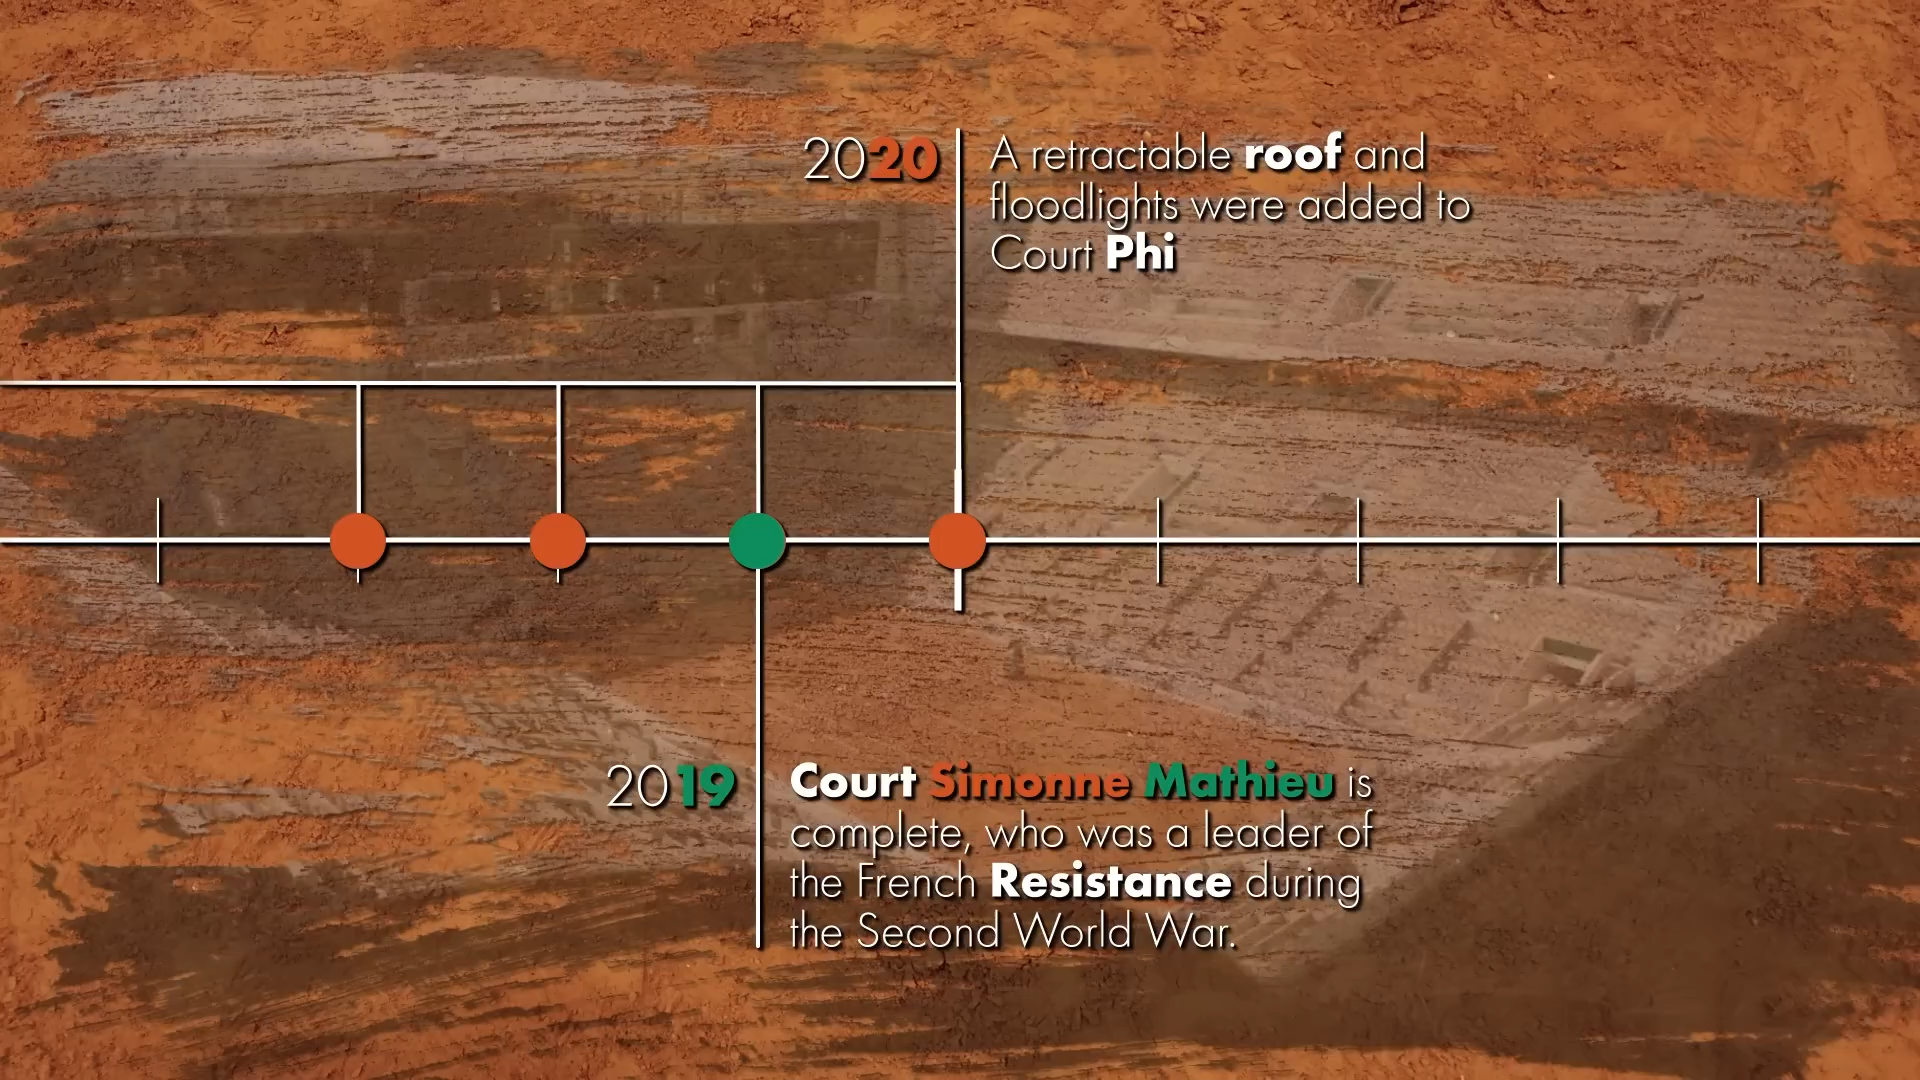 2020
A retractable roof and
floodlights were added to
Court Phi
2019
Court Simonne Mathieu is
complete, who was a leader of
the French Resistance during
the Second World War.